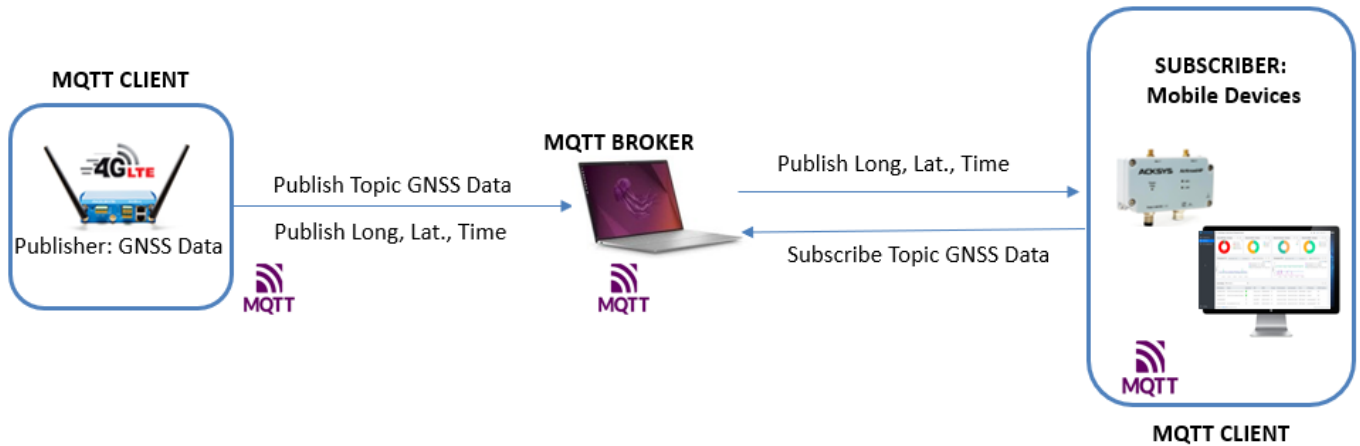 MQTT CLIENT
4G LTE
Publisher: GNSS Data
Publish Topic GNSS Data
Publish Long, Lat., Time
MQTT
MQTT BROKER
MQTT
Publish Long, Lat., Time
Subscribe Topic GNSS Data
SUBSCRIBER:
Mobile Devices
ACKSYS
MQTT
MQTT CLIENT